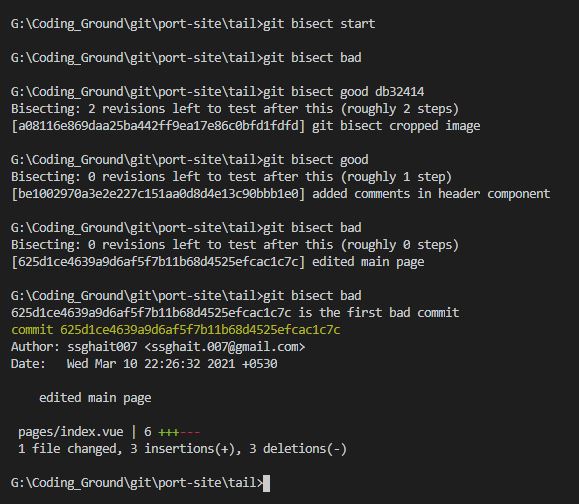 G:\Coding_Ground\git\port-site\tail>git bisect start
G:\Coding_Ground\git\port-site\tail>git bisect bad
G:\Coding_Ground\git\port-site\tail>git bisect good db32414
Bisecting: 2 revisions left to test after this (roughly 2 steps)
[a08116e869daa25ba442ff9ea17e86c0bfd1fdfd] git bisect cropped image
G:\Coding_Ground\git\port-site\tail>git bisect good
Bisecting: 0 revisions left to test after this (roughly 1 step)
[be1002970a3e2e227c151aa0d8d4e13c90bbb1e0] added comments in header component
G:\Coding_Ground\git\port-site\tail>git bisect bad
Bisecting: 0 revisions left to test after this (roughly 0 steps)
[625d1ce4639a9d6af5f7b11b68d4525efcac1c7c] edited main page
G:\Coding_Ground\git\port-site\tail>git bisect bad
625d1ce4639a9d6af5f7b11b68d4525efcac1c7c is the first bad commit
commit 625d1ce4639a9d6af5f7b11b68d4525efcac1c7c
Author: ssghait007 <ssghait.007@gmail.com>
Date:   Wed Mar 10 22:26:32 2021 +0530
edited main page
pages/index.vue | 6 +++---
1 file changed, 3 insertions(+), 3 deletions(-)
G:\Coding_Ground\git\port-site\tail>